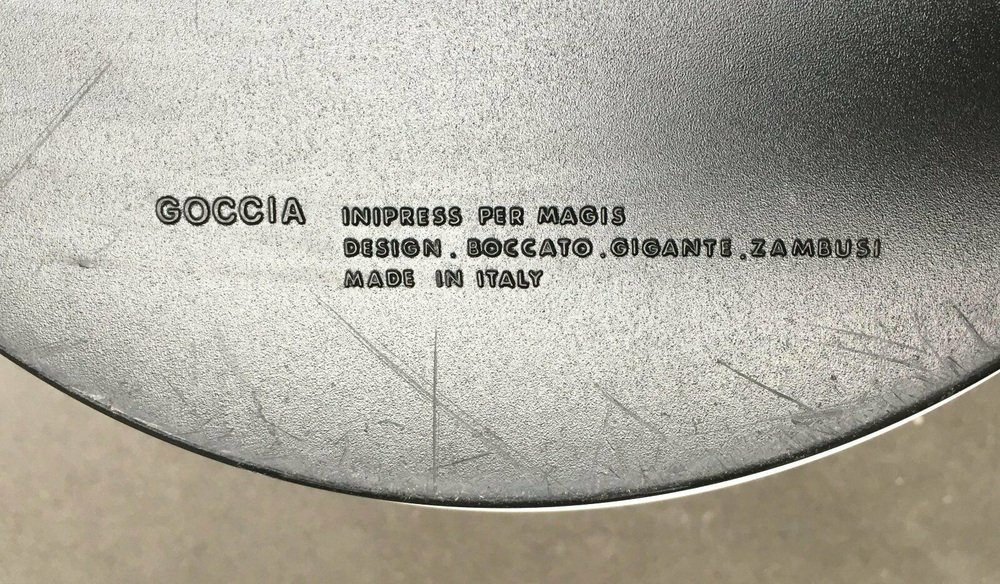 GOCCIA INIPRESS PER MAGIS
DESIGN . BOCCATO . GIGANTE . ZAMBUSI
MADE IN ITALY